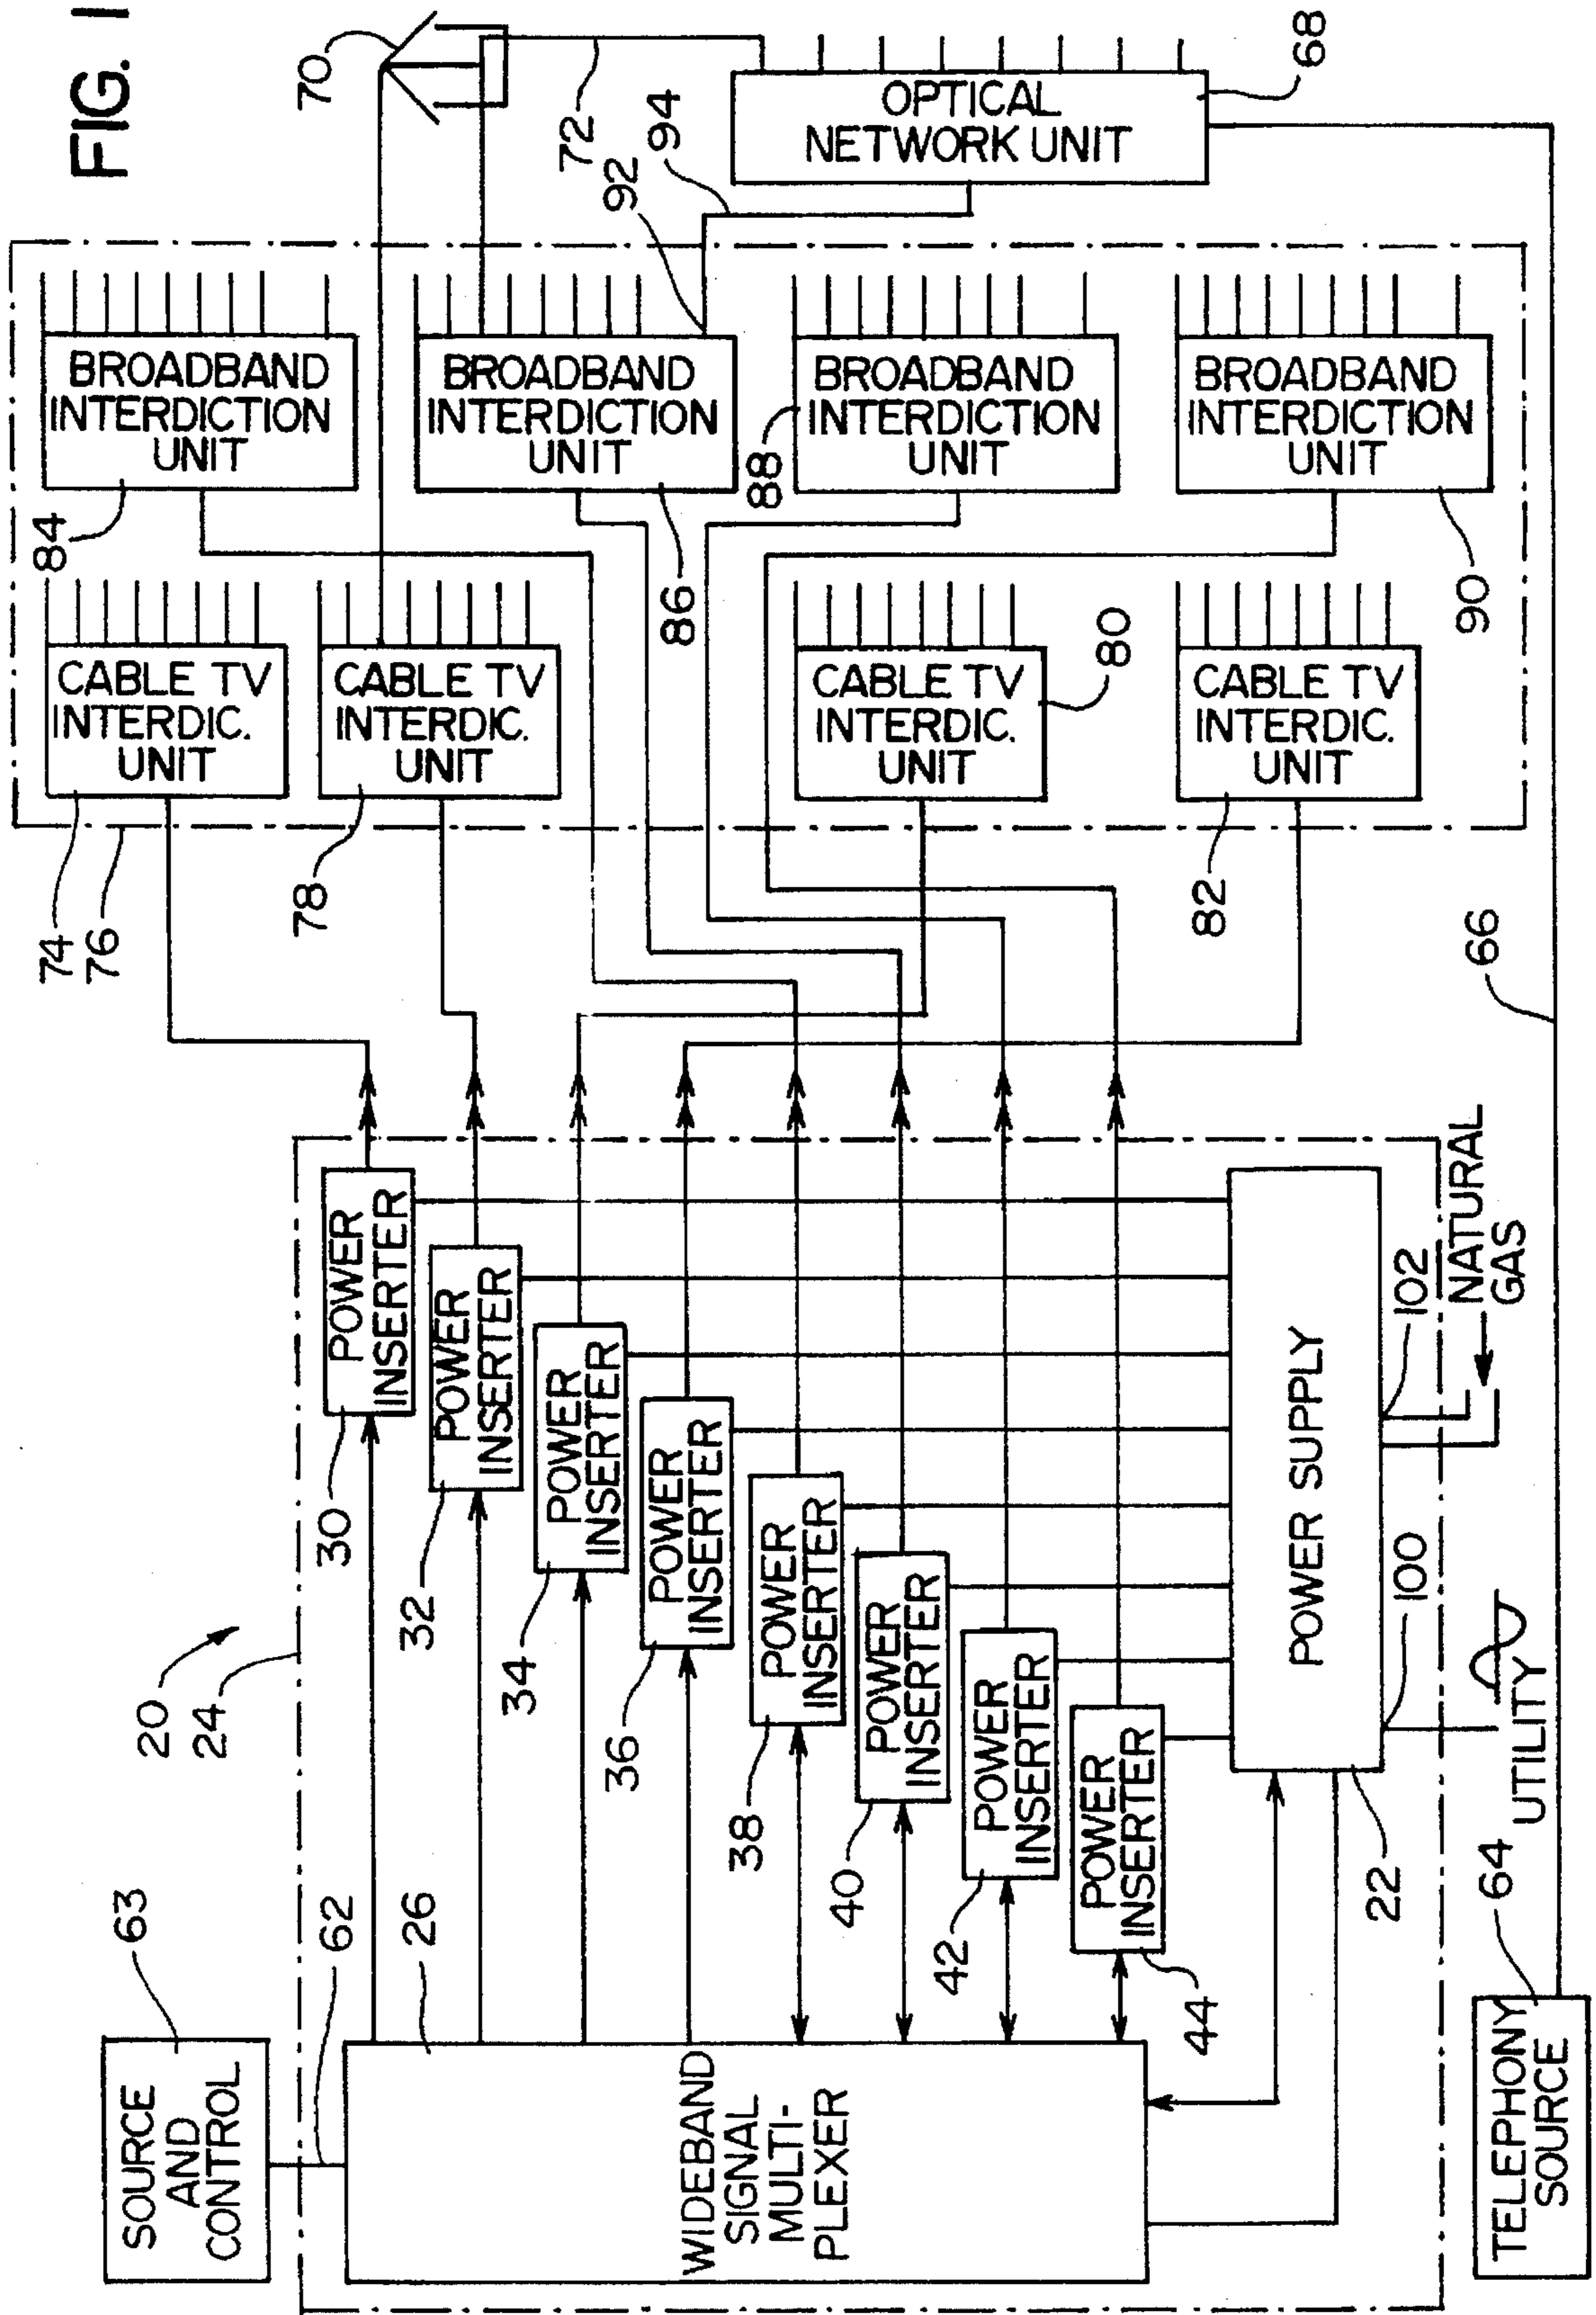 FIG. 1
SOURCE
AND
CONTROL
63
62
20
24
26
WIDEBAND
SIGNAL
MULTI-
PLEXER
30
POWER
INSERTER
32
POWER
INSERTER
34
POWER
INSERTER
36
POWER
INSERTER
38
POWER
INSERTER
40
POWER
INSERTER
42
POWER
INSERTER
44
POWER
INSERTER
POWER SUPPLY
22
100
102
UTILITY
NATURAL
GAS
TELEPHONY
SOURCE
64
66
74
76
CABLE TV
INTERDIC.
UNIT
78
CABLE TV
INTERDIC.
UNIT
80
CABLE TV
INTERDIC.
UNIT
82
CABLE TV
INTERDIC.
UNIT
84
BROADBAND
INTERDICTION
UNIT
86
BROADBAND
INTERDICTION
UNIT
88
BROADBAND
INTERDICTION
UNIT
90
BROADBAND
INTERDICTION
UNIT
70
72
92
94
OPTICAL
NETWORK UNIT
68